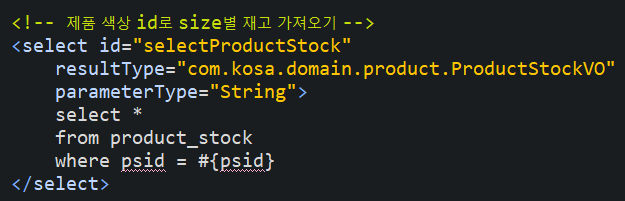 <!-- 제품 색상 id로 size별 재고 가져오기 -->
<select id="selectProductStock"
    resultType="com.kosa.domain.product.ProductStockVO"
    parameterType="String">
    select *
    from product_stock
    where psid = #{psid}
</select>